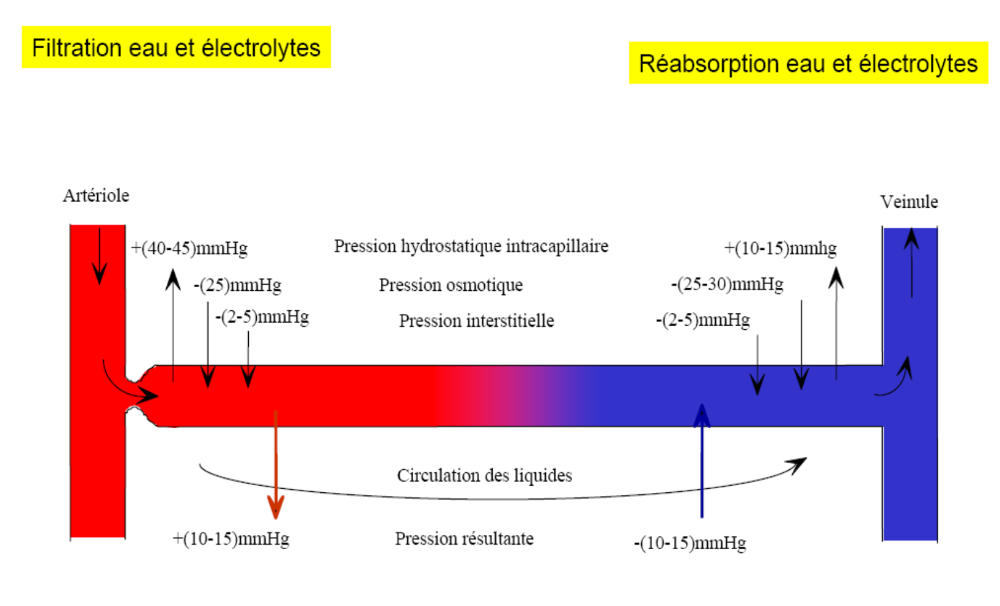 Filtration eau et électrolytes
Réabsorption eau et électrolytes
Artériole
Veinule
+(40-45)mmHg
Pression hydrostatique intracapillaire
+(10-15)mmhg
-(25)mmHg
Pression osmotique
-(25-30)mmHg
-(2-5)mmHg
Pression interstitielle
-(2-5)mmHg
Circulation des liquides
+(10-15)mmHg
Pression résultante
-(10-15)mmHg